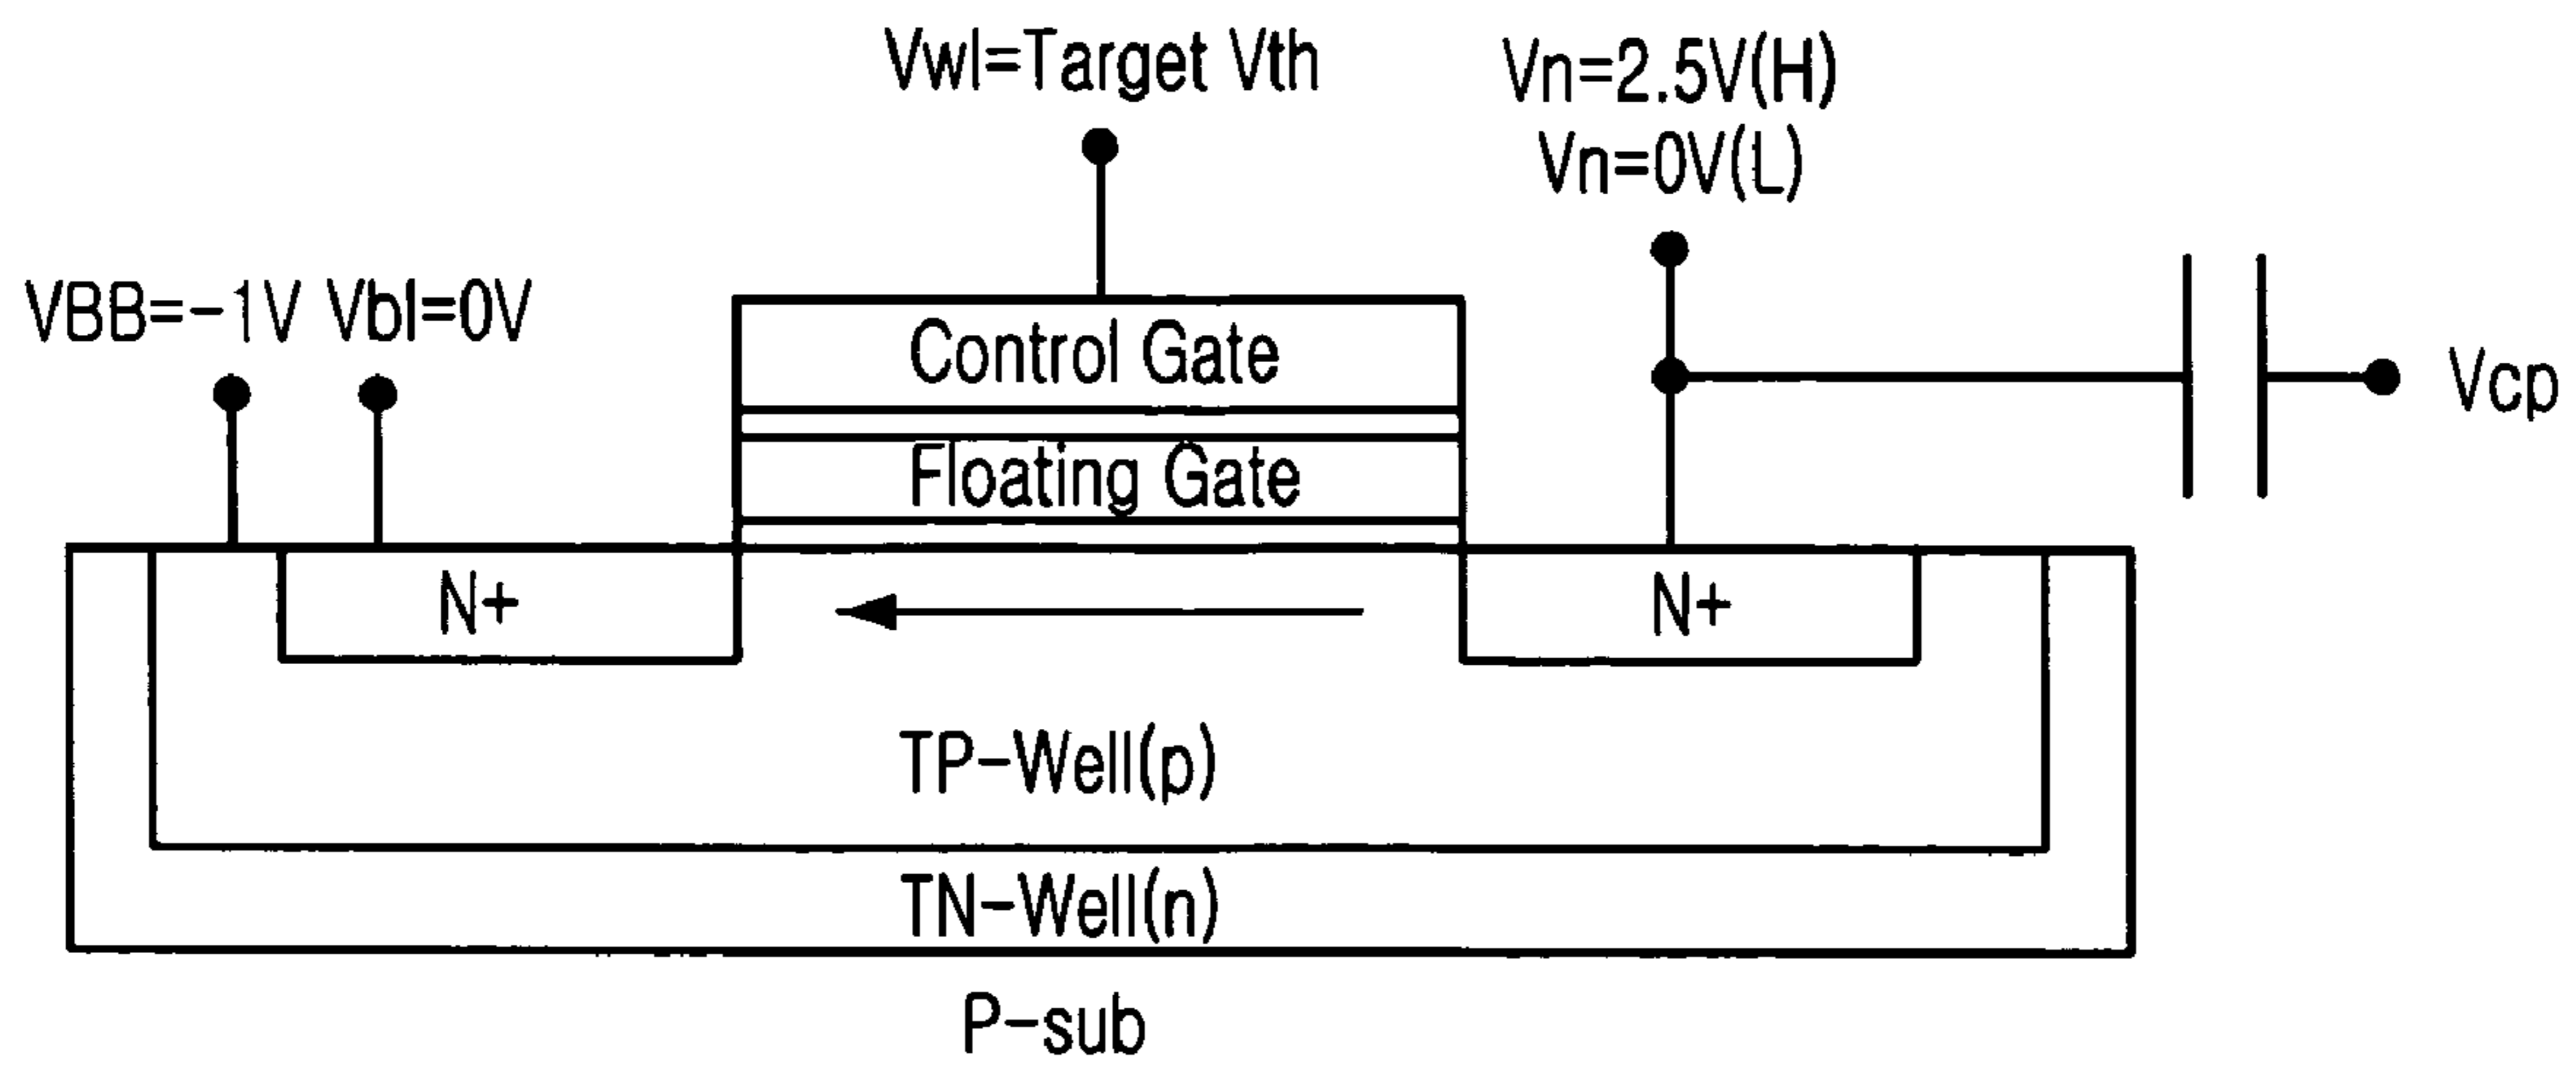 Vwl=Target Vth
Vn=2.5V(H)
Vn=0V(L)
VBB=-1V Vbl=0V
Control Gate
Vcp
Floating Gate
N+ N+
TP-Well(p)
TN-Well(n)
P-sub